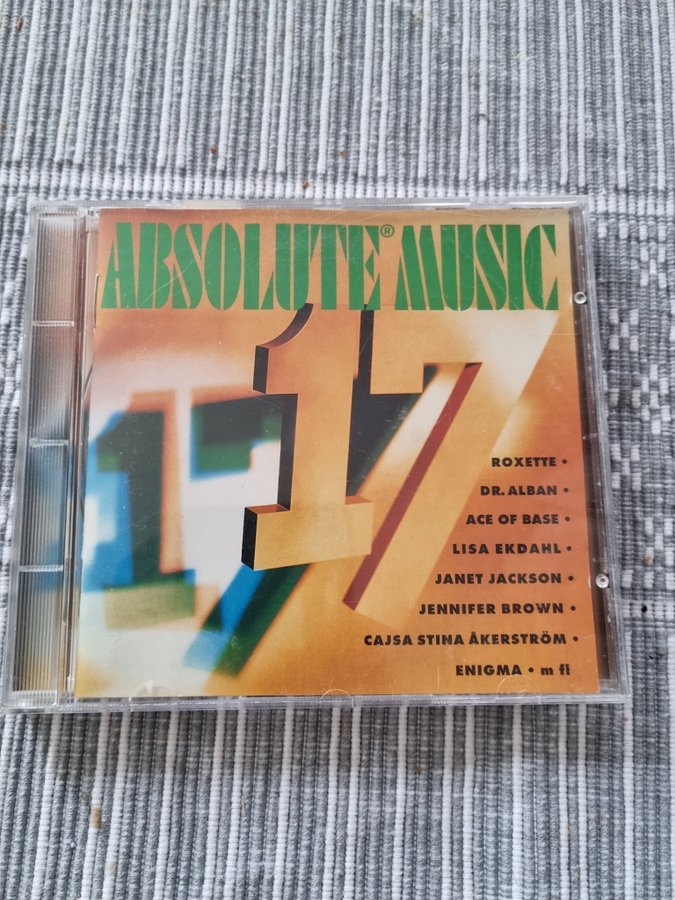 ABSOLUTE® MUSIC
17
17
ROXETTE •
DR. ALBAN •
ACE OF BASE •
LISA EKDAHL •
JANET JACKSON •
JENNIFER BROWN •
CAJSA STINA ÅKERSTRÖM •
ENIGMA • m fl